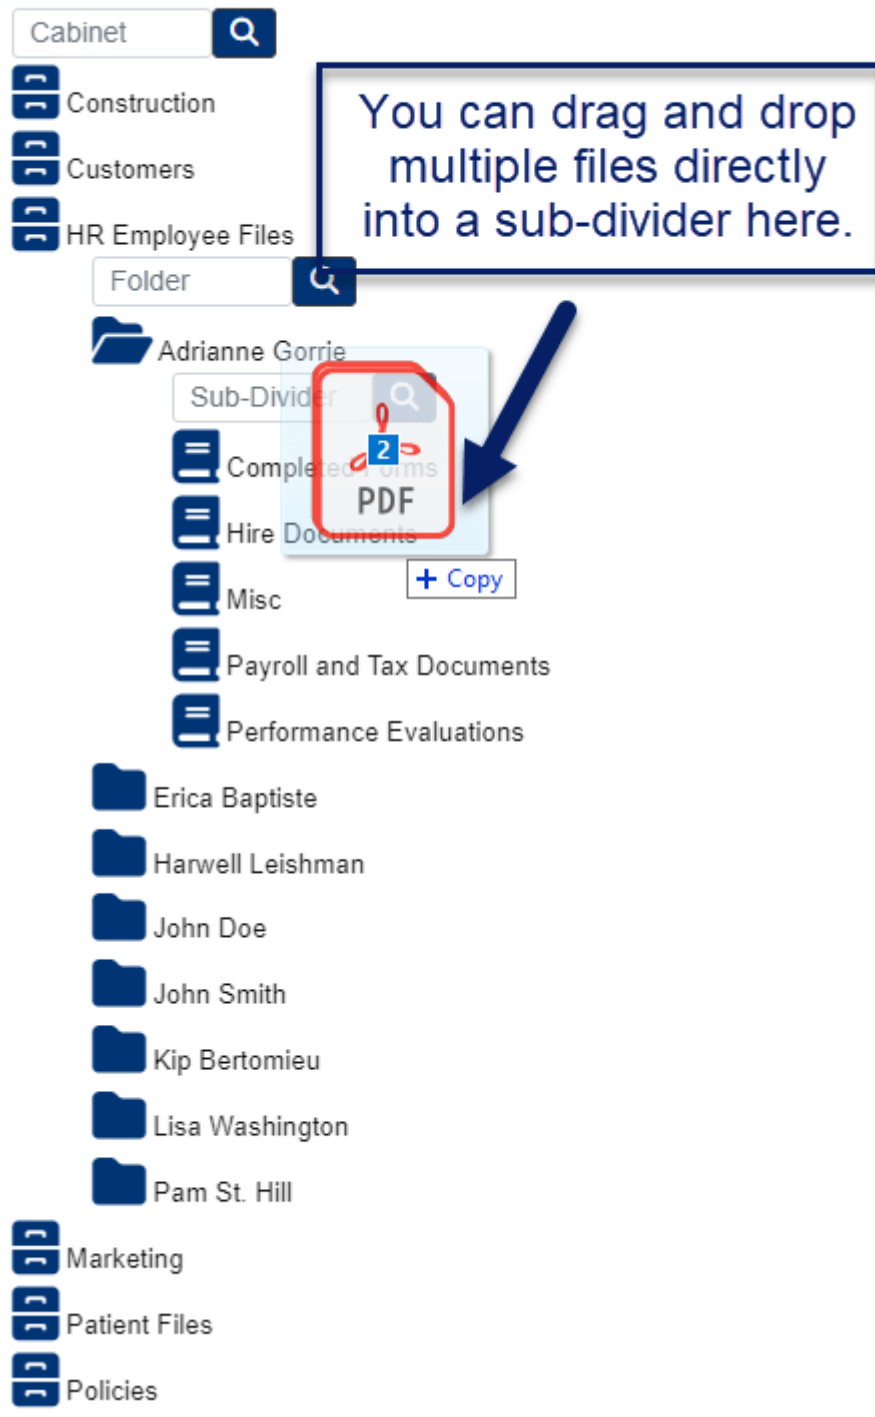 Cabinet
Construction
You can drag and drop
multiple files directly
into a sub-divider here.
Customers
HR Employee Files
Folder
Adrianne Gorrie
Sub-Divider
2
PDF
Completed Forms
Hire Documents
+ Copy
Misc
Payroll and Tax Documents
Performance Evaluations
Erica Baptiste
Harwell Leishman
John Doe
John Smith
Kip Bertomieu
Lisa Washington
Pam St. Hill
Marketing
Patient Files
Policies